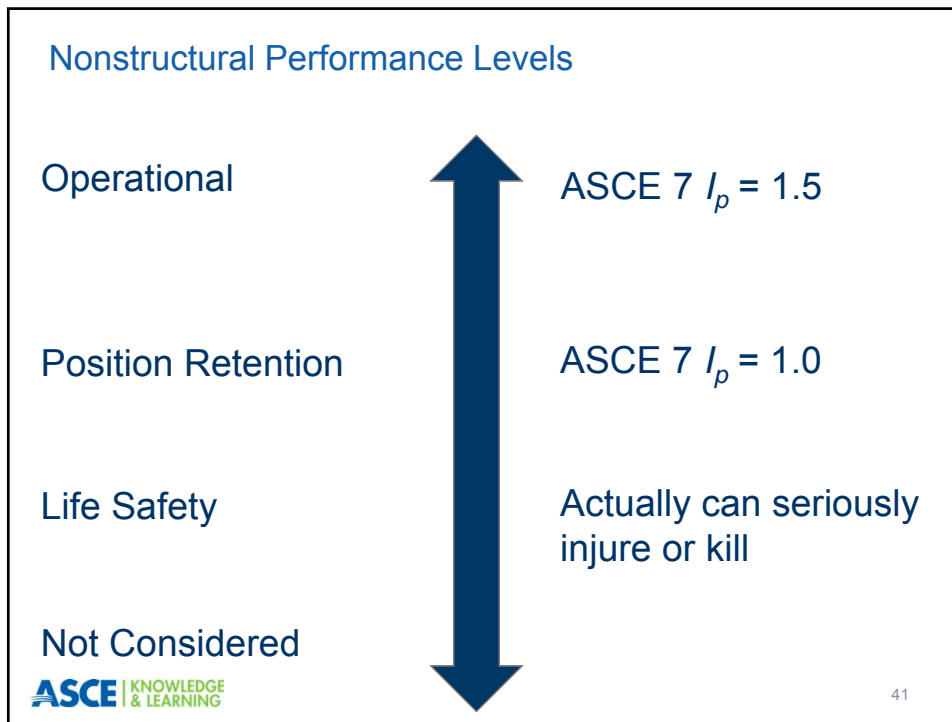 Nonstructural Performance Levels
Operational
ASCE 7 Ip = 1.5
Position Retention
ASCE 7 Ip = 1.0
Life Safety
Actually can seriously
injure or kill
Not Considered
ASCE | KNOWLEDGE
& LEARNING
41